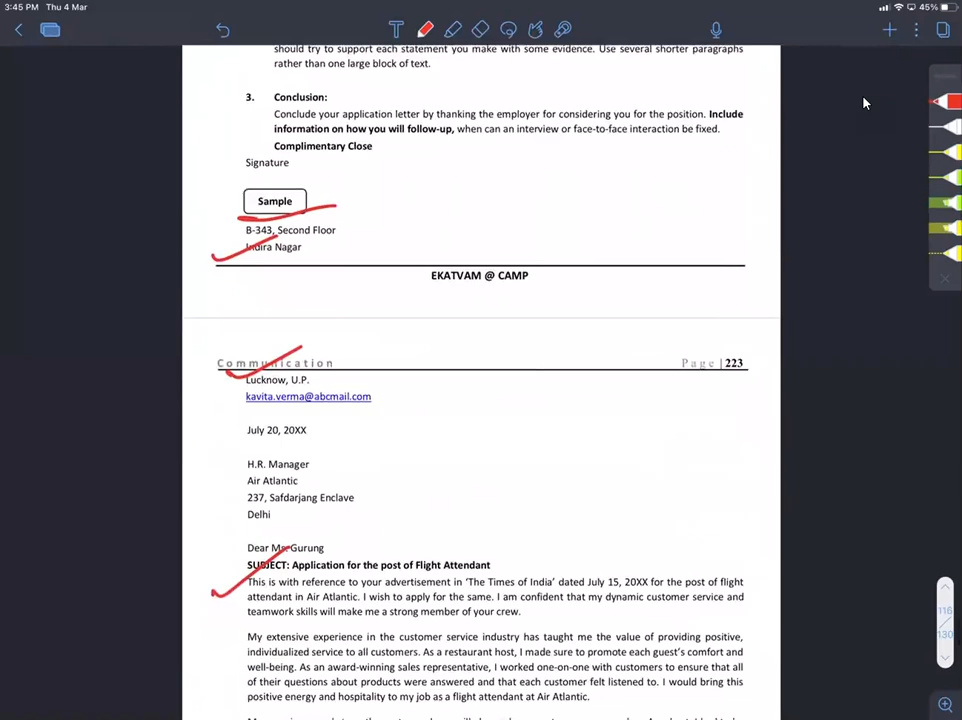 3:45 PM Thu 4 Mar
45%
should try to support each statement you make with some evidence. Use several shorter paragraphs
rather than one large block of text.
3. Conclusion:
Conclude your application letter by thanking the employer for considering you for the position. Include
information on how you will follow-up, when can an interview or face-to-face interaction be fixed.
Complimentary Close
Signature
Sample
B-343, Second Floor
Indira Nagar
EKATVAM @ CAMP
Communication Page | 223
Lucknow, U.P.
kavita.verma@abcmail.com
July 20, 20XX
H.R. Manager
Air Atlantic
237, Safdarjang Enclave
Delhi
Dear Ms. Gurung
SUBJECT: Application for the post of Flight Attendant
This is with reference to your advertisement in 'The Times of India' dated July 15, 20XX for the post of flight
attendant in Air Atlantic. I wish to apply for the same. I am confident that my dynamic customer service and
teamwork skills will make me a strong member of your crew.
My extensive experience in the customer service industry has taught me the value of providing positive,
individualized service to all customers. As a restaurant host, I made sure to promote each guest's comfort and
well-being. As an award-winning sales representative, I worked one-on-one with customers to ensure that all
of their questions about products were answered and that each customer felt listened to. I would bring this
positive energy and hospitality to my job as a flight attendant at Air Atlantic.
116
130